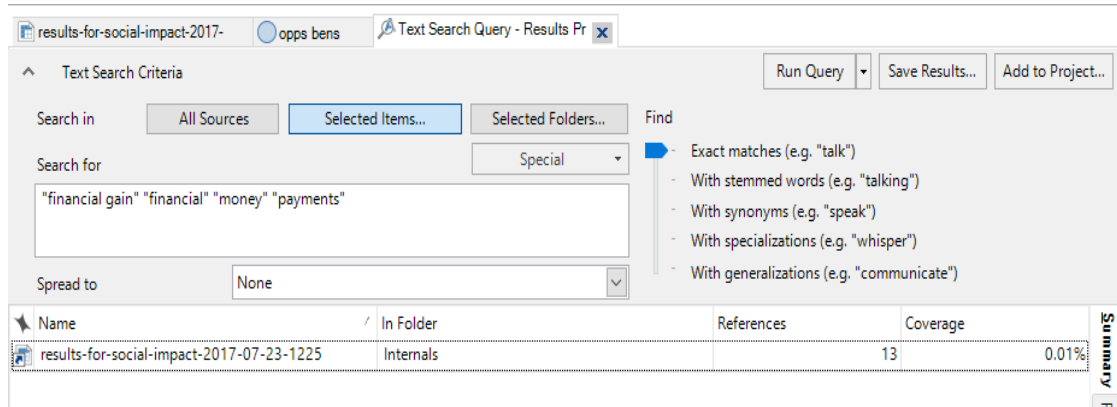 results-for-social-impact-2017- opps bens Text Search Query - Results Pr x
Text Search Criteria Run Query Save Results... Add to Project...
Search in All Sources Selected Items... Selected Folders... Find
Exact matches (e.g. "talk")
Search for Special
With stemmed words (e.g. "talking")
"financial gain" "financial" "money" "payments"
With synonyms (e.g. "speak")
With specializations (e.g. "whisper")
With generalizations (e.g. "communicate")
Spread to None
Name In Folder References Coverage
results-for-social-impact-2017-07-23-1225 Internals 13 0.01%
Summary